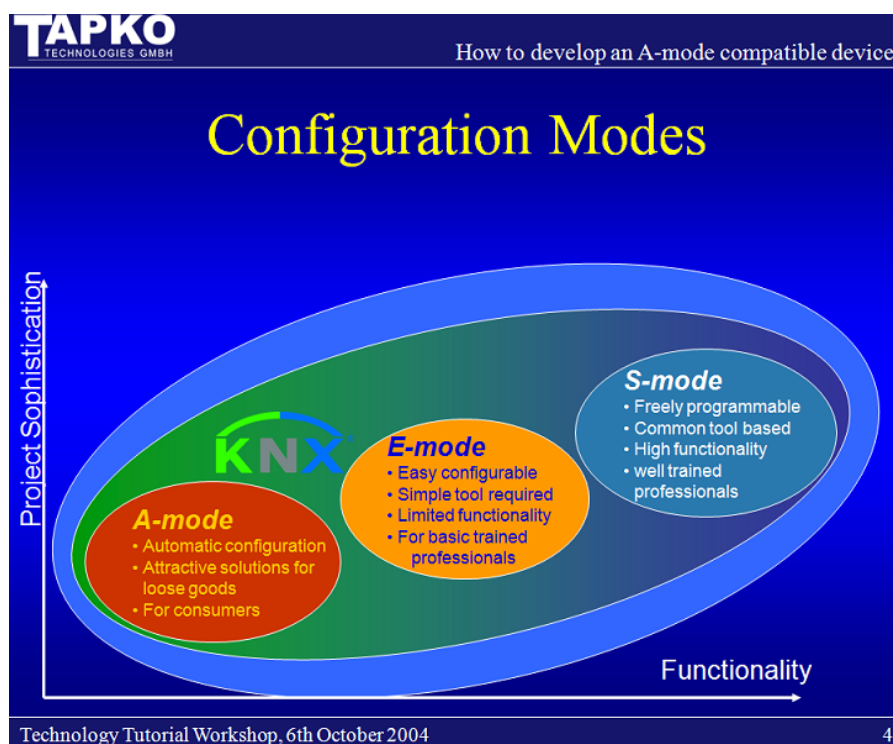 TAPKO
TECHNOLOGIES GMBH
How to develop an A-mode compatible device
Configuration Modes
Project Sophistication
KNX
A-mode
• Automatic configuration
• Attractive solutions for
loose goods
• For consumers
E-mode
• Easy configurable
• Simple tool required
• Limited functionality
• For basic trained
professionals
S-mode
• Freely programmable
• Common tool based
• High functionality
• well trained
professionals
Functionality
Technology Tutorial Workshop, 6th October 2004
4